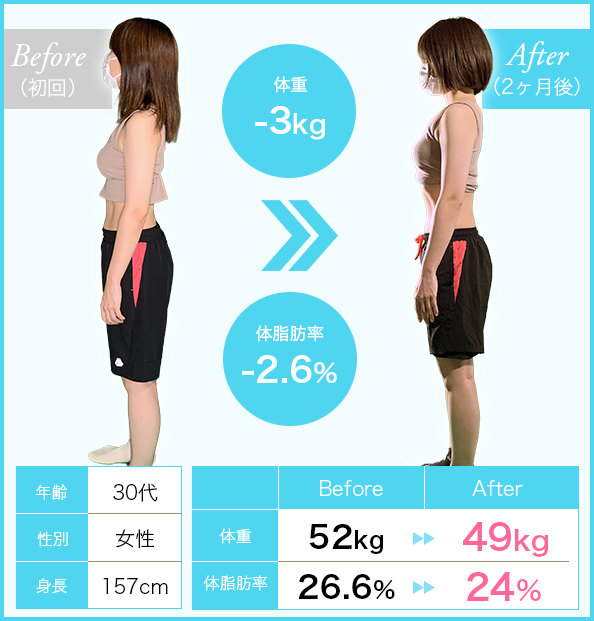 Before
（初回）
After
（2ヶ月後）
体重
-3kg
体脂肪率
-2.6%
年齢 30代
性別 女性
身長 157cm
Before After
体重 52kg 49kg
体脂肪率 26.6% 24%